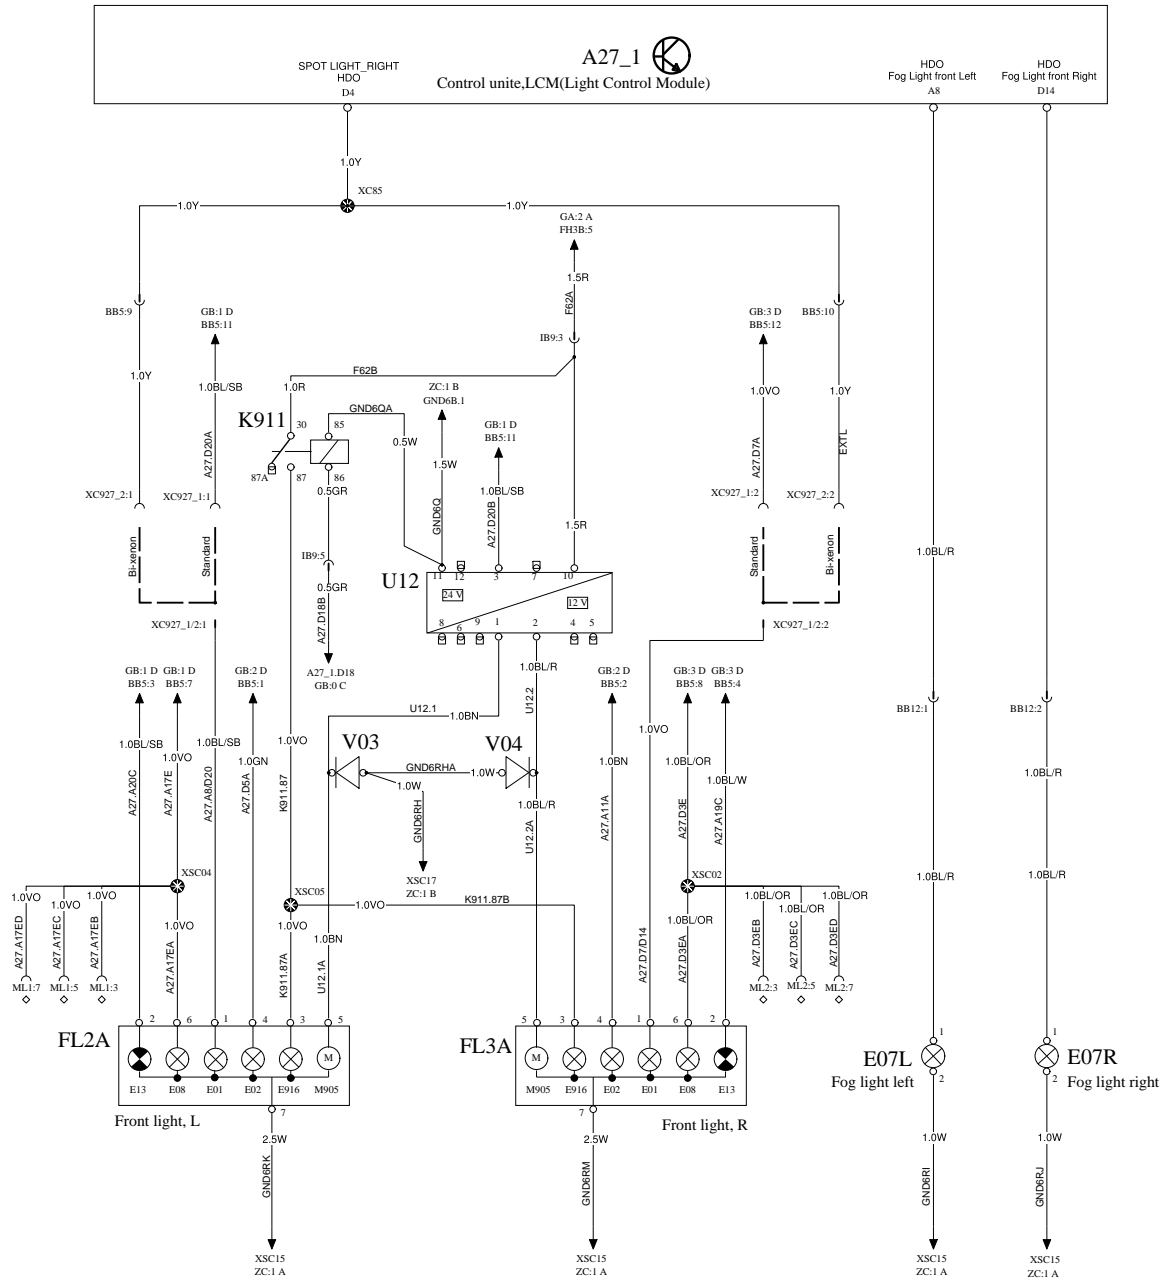 A27_1
Control unite,LCM(Light Control Module)
SPOT LIGHT_RIGHT
HDO
D4
HDO
Fog Light front Left
A8
HDO
Fog Light front Right
D14
1.0Y
XC85
1.0Y
1.0Y
GA:2 A
FH3B:5
1.5R
F62A
BB5:9
GB:1 D
BB5:11
IB9:3
GB:3 D
BB5:12
BB5:10
1.0Y
1.0BL/SB
A27.D20A
F62B
1.0R
K911
30
85
87A
87
86
GND6QA
0.5W
ZC:1 B
GND6B.1
1.5W
GND6Q
GB:1 D
BB5:11
1.0BL/SB
A27.D20B
1.5R
1.0VO
A27.D7A
1.0Y
EXTL
XC927_2:1
XC927_1:1
XC927_1:2
XC927_2:2
0.5GR
IB9:5
0.5GR
A27.D18B
A27_1.D18
GB:0 C
Bi-xenon
Standard
Standard
Bi-xenon
1.0BL/R
U12
11
12
3
7
10
24 V
12 V
8
6
9
1
2
4
5
XC927_1/2:1
XC927_1/2:2
GB:1 D
BB5:3
GB:1 D
BB5:7
GB:2 D
BB5:1
1.0BL/R
U12.2
GB:2 D
BB5:2
GB:3 D
BB5:8
GB:3 D
BB5:4
U12.1
1.0BN
BB12:1
BB12:2
1.0BL/SB
A27.A20C
1.0VO
A27.A17E
1.0BL/SB
A27.A8/D20
1.0GN
A27.D5A
1.0VO
K911.87
V03
V04
GND6RHA
1.0W
1.0W
GND6RH
XSC17
ZC:1 B
1.0BL/R
U12.2A
1.0BN
A27.A11A
1.0VO
1.0BL/OR
A27.D3E
1.0BL/W
A27.A19C
1.0BL/R
XSC04
XSC05
XSC02
1.0VO
1.0VO
1.0VO
A27.A17ED
A27.A17EC
A27.A17EB
ML1:7
ML1:5
ML1:3
1.0VO
A27.A17EA
1.0VO
K911.87A
1.0VO
K911.87B
1.0BN
U12.1A
A27.D7/D14
1.0BL/OR
A27.D3EA
1.0BL/OR
1.0BL/OR
1.0BL/OR
A27.D3EB
A27.D3EC
A27.D3ED
ML2:3
ML2:5
ML2:7
1.0BL/R
1.0BL/R
FL2A
2
6
1
4
3
5
M
E13
E08
E01
E02
E916
M905
Front light, L
7
FL3A
5
3
4
1
6
2
M
M905
E916
E02
E01
E08
E13
Front light, R
7
1
E07L
Fog light left
2
1
E07R
Fog light right
2
2.5W
GND6RK
XSC15
ZC:1 A
2.5W
GND6RM
XSC15
ZC:1 A
1.0W
GND6RI
XSC15
ZC:1 A
1.0W
GND6RJ
XSC15
ZC:1 A